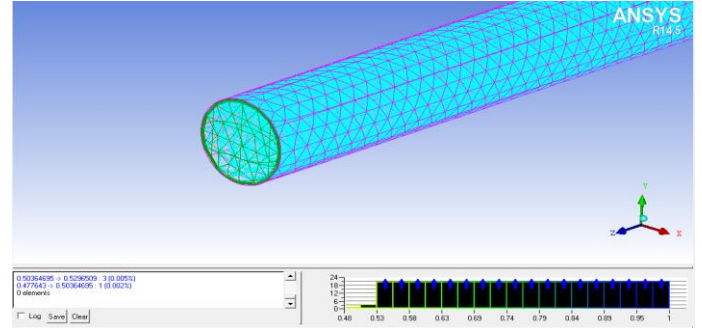 ANSYS
R14.5
Y
Z
X
0.50364695 -> 0.5296509 : 3 (0.005%)
0.477643 -> 0.50364695 : 1 (0.002%)
0 elements
Log Save Clear
24
18
12
6
0
0.48 0.53 0.58 0.63 0.69 0.74 0.79 0.84 0.89 0.95 1